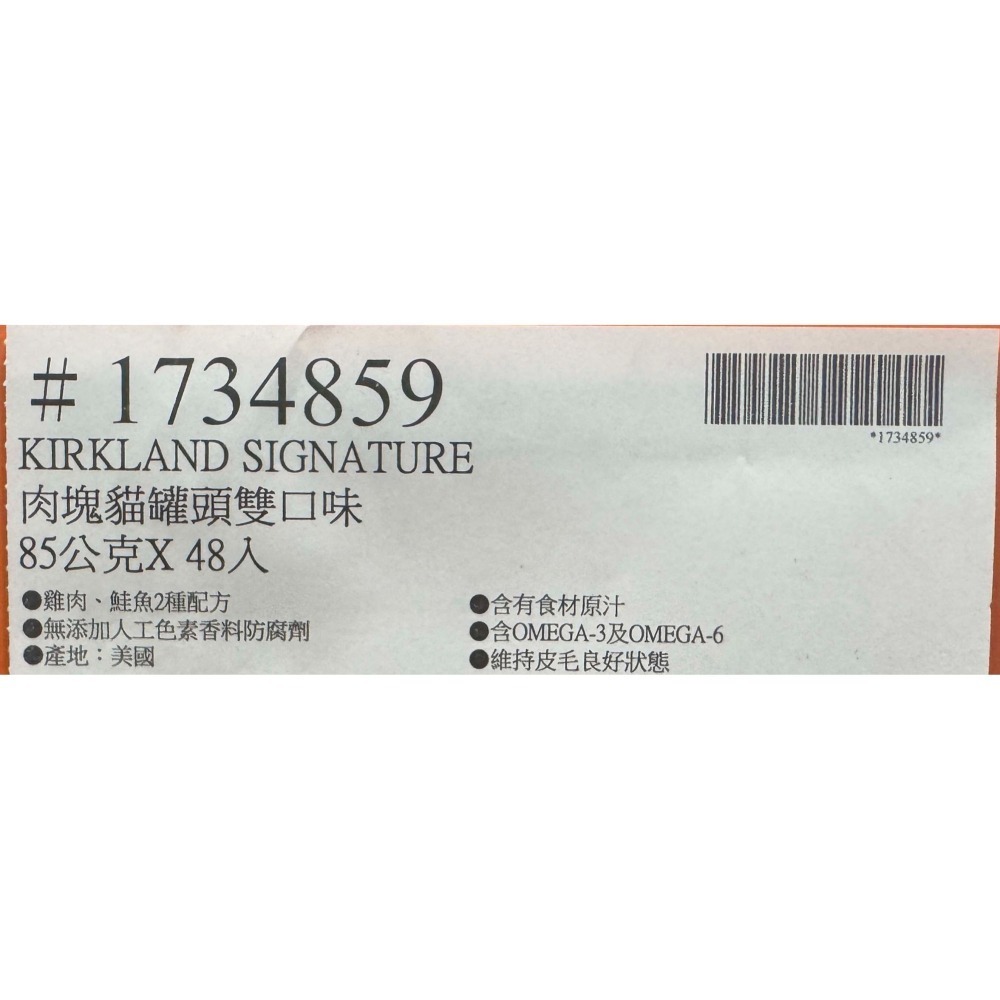 #1734859
*1734859*
KIRKLAND SIGNATURE
肉塊貓罐頭雙口味
85公克X 48入
●雞肉、鮭魚2種配方
●無添加人工色素香料防腐劑
●產地：美國
●含有食材原汁
●含OMEGA-3及OMEGA-6
●維持皮毛良好狀態